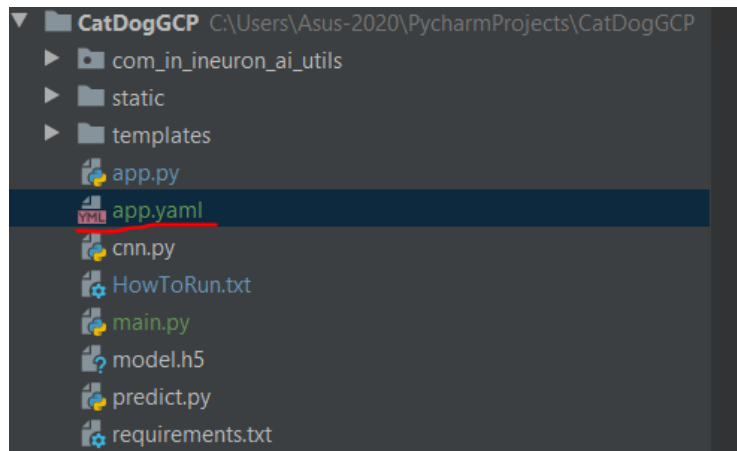 CatDogGCP C:\Users\Asus-2020\PycharmProjects\CatDogGCP
com_in_ineuron_ai_utils
static
templates
app.py
YML app.yaml
cnn.py
HowToRun.txt
main.py
model.h5
predict.py
requirements.txt